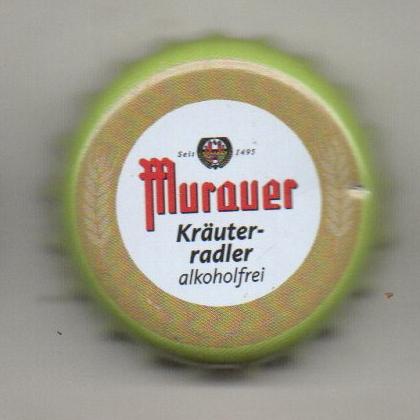 Seit 1495
Murauer
Kräuter-
radler
alkoholfrei